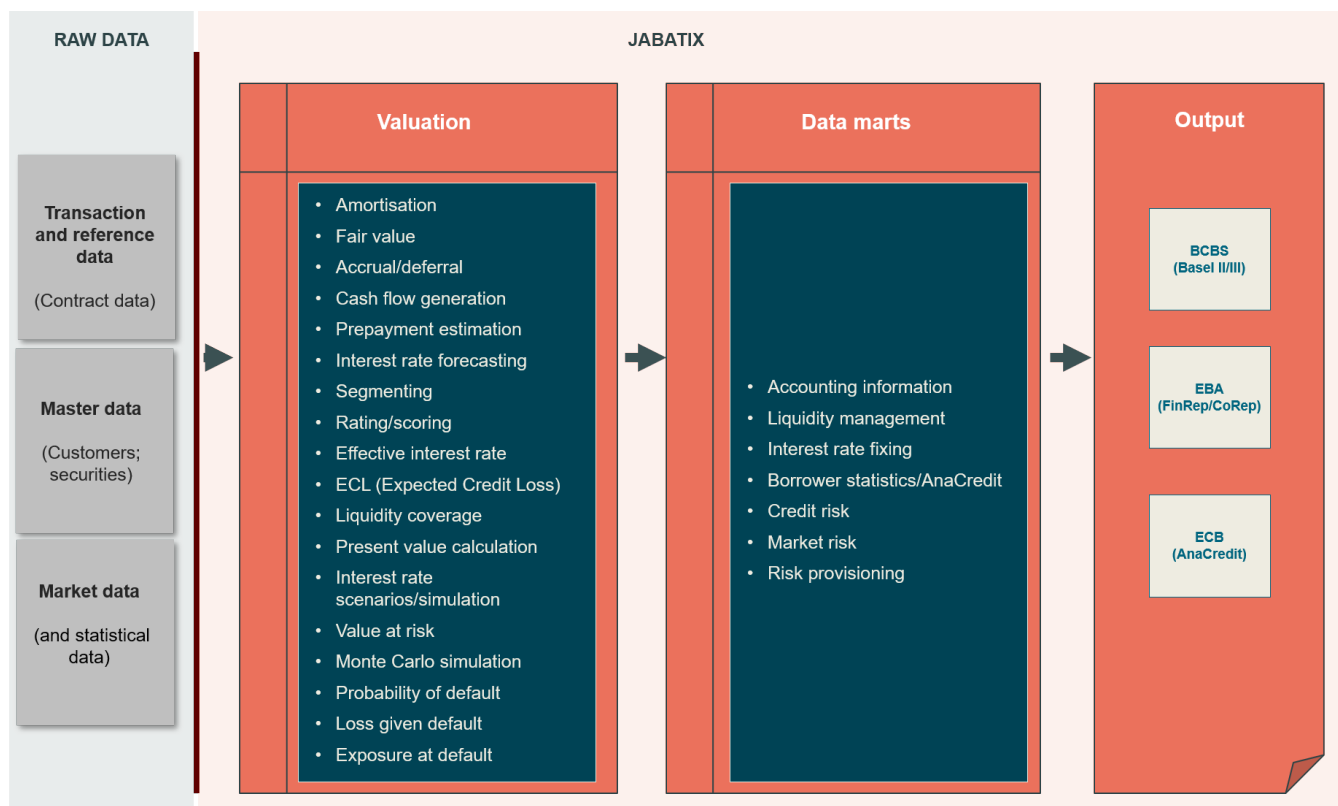 RAW DATA
JABATIX
Transaction
and reference
data
(Contract data)
Master data
(Customers;
securities)
Market data
(and statistical
data)
Valuation
• Amortisation
• Fair value
• Accrual/deferral
• Cash flow generation
• Prepayment estimation
• Interest rate forecasting
• Segmenting
• Rating/scoring
• Effective interest rate
• ECL (Expected Credit Loss)
• Liquidity coverage
• Present value calculation
• Interest rate
scenarios/simulation
• Value at risk
• Monte Carlo simulation
• Probability of default
• Loss given default
• Exposure at default
Data marts
• Accounting information
• Liquidity management
• Interest rate fixing
• Borrower statistics/AnaCredit
• Credit risk
• Market risk
• Risk provisioning
Output
BCBS
(Basel II/III)
EBA
(FinRep/CoRep)
ECB
(AnaCredit)